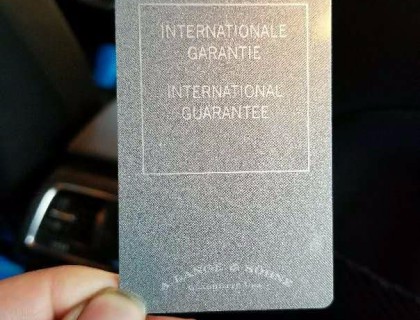 INTERNATIONALE
GARANTIE
INTERNATIONAL
GUARANTEE
A. LANGE & SÖHNE